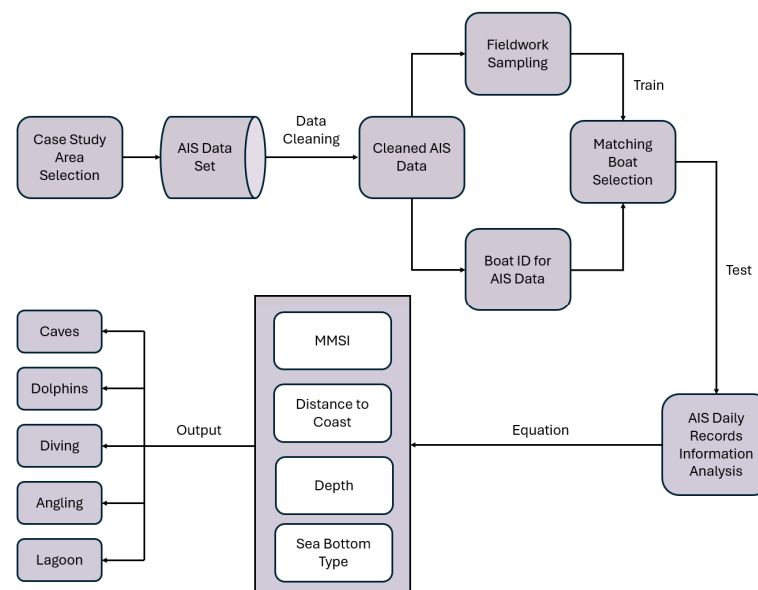 Fieldwork
Sampling
Train
Data
Cleaning
Case Study
Area
Selection
AIS Data
Set
Cleaned AIS
Data
Matching
Boat
Selection
Boat ID for
AIS Data
Test
Caves
Dolphins
Diving
Angling
Lagoon
Output
MMSI
Distance to
Coast
Depth
Sea Bottom
Type
Equation
AIS Daily
Records
Information
Analysis